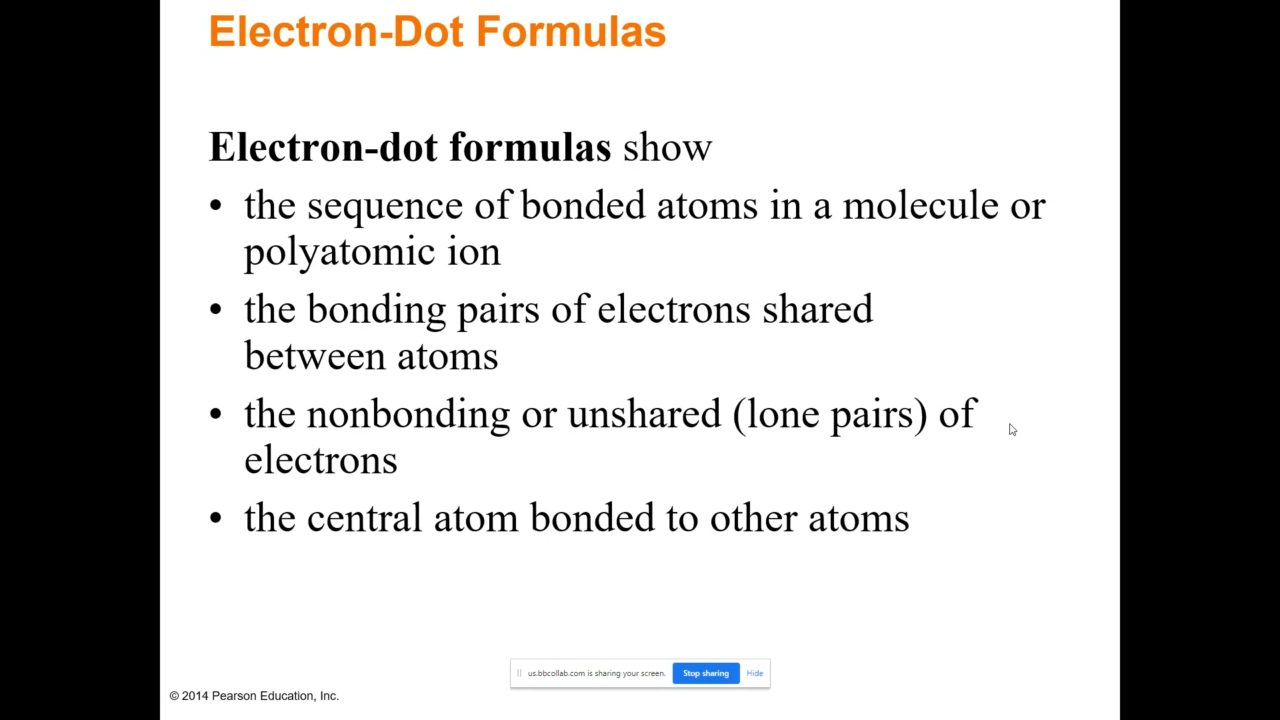 Electron-Dot Formulas
Electron-dot formulas show
• the sequence of bonded atoms in a molecule or
polyatomic ion
• the bonding pairs of electrons shared
between atoms
• the nonbonding or unshared (lone pairs) of
electrons
• the central atom bonded to other atoms
us.bbcollab.com is sharing your screen. Stop sharing Hide
© 2014 Pearson Education, Inc.